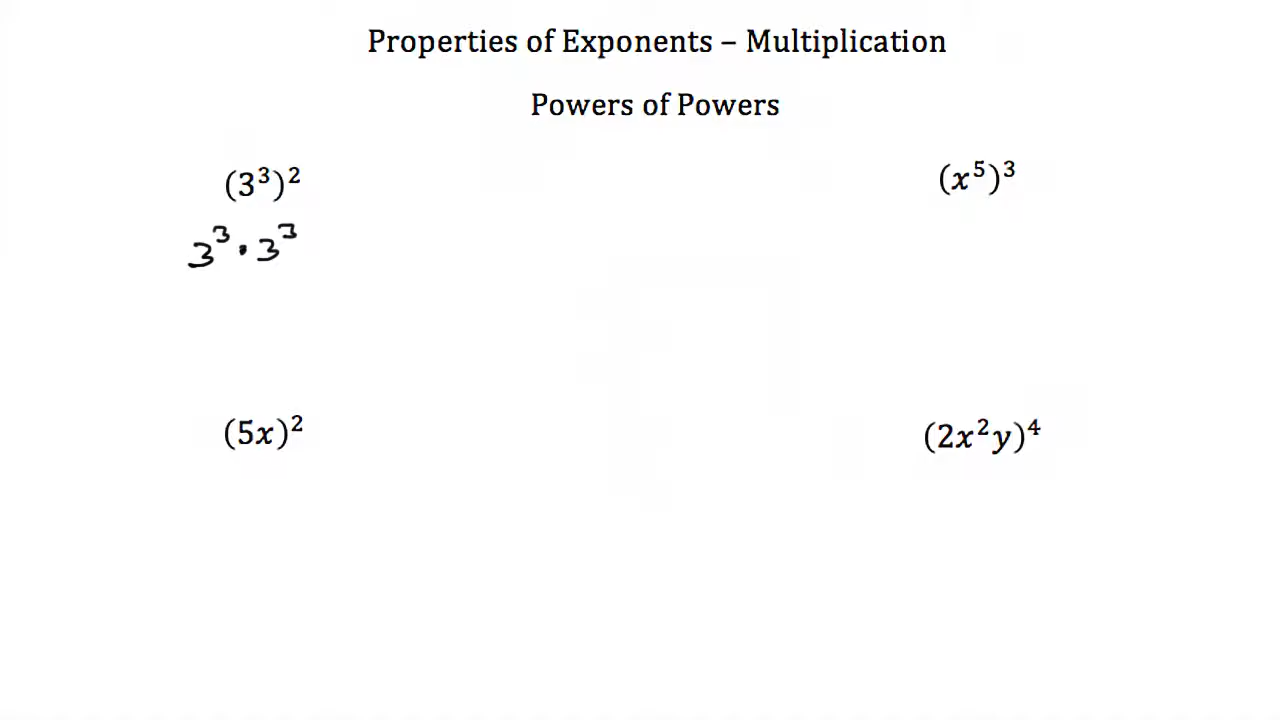 Properties of Exponents – Multiplication
Powers of Powers
(3³)² (x⁵)³
3³ · 3³
(5x)² (2x²y)⁴